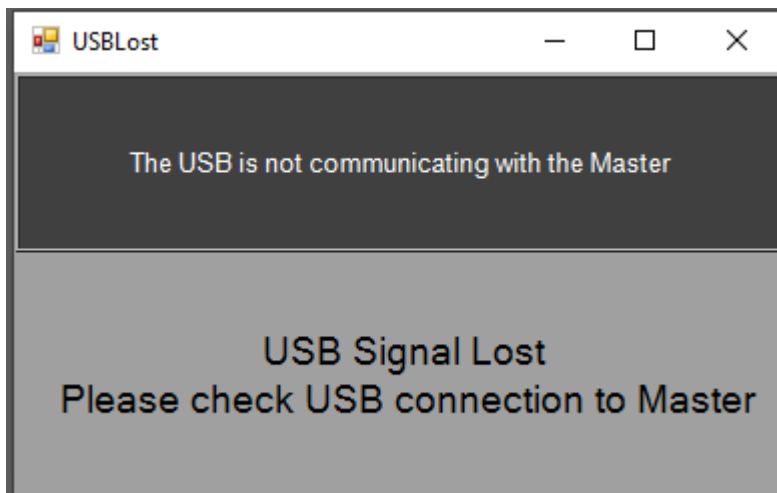 USBLost
The USB is not communicating with the Master
USB Signal Lost
Please check USB connection to Master